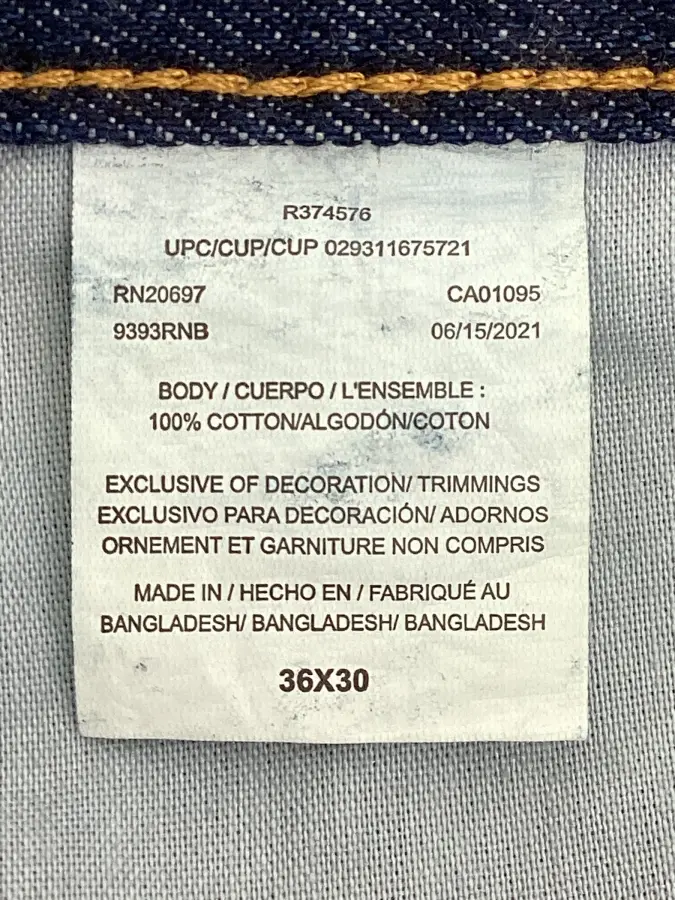 R374576
UPC/CUP/CUP 029311675721
RN20697 CA01095
9393RNB 06/15/2021
BODY / CUERPO / L'ENSEMBLE :
100% COTTON/ALGODÓN/COTON
EXCLUSIVE OF DECORATION/ TRIMMINGS
EXCLUSIVO PARA DECORACIÓN/ ADORNOS
ORNEMENT ET GARNITURE NON COMPRIS
MADE IN / HECHO EN / FABRIQUÉ AU
BANGLADESH/ BANGLADESH/ BANGLADESH
36X30